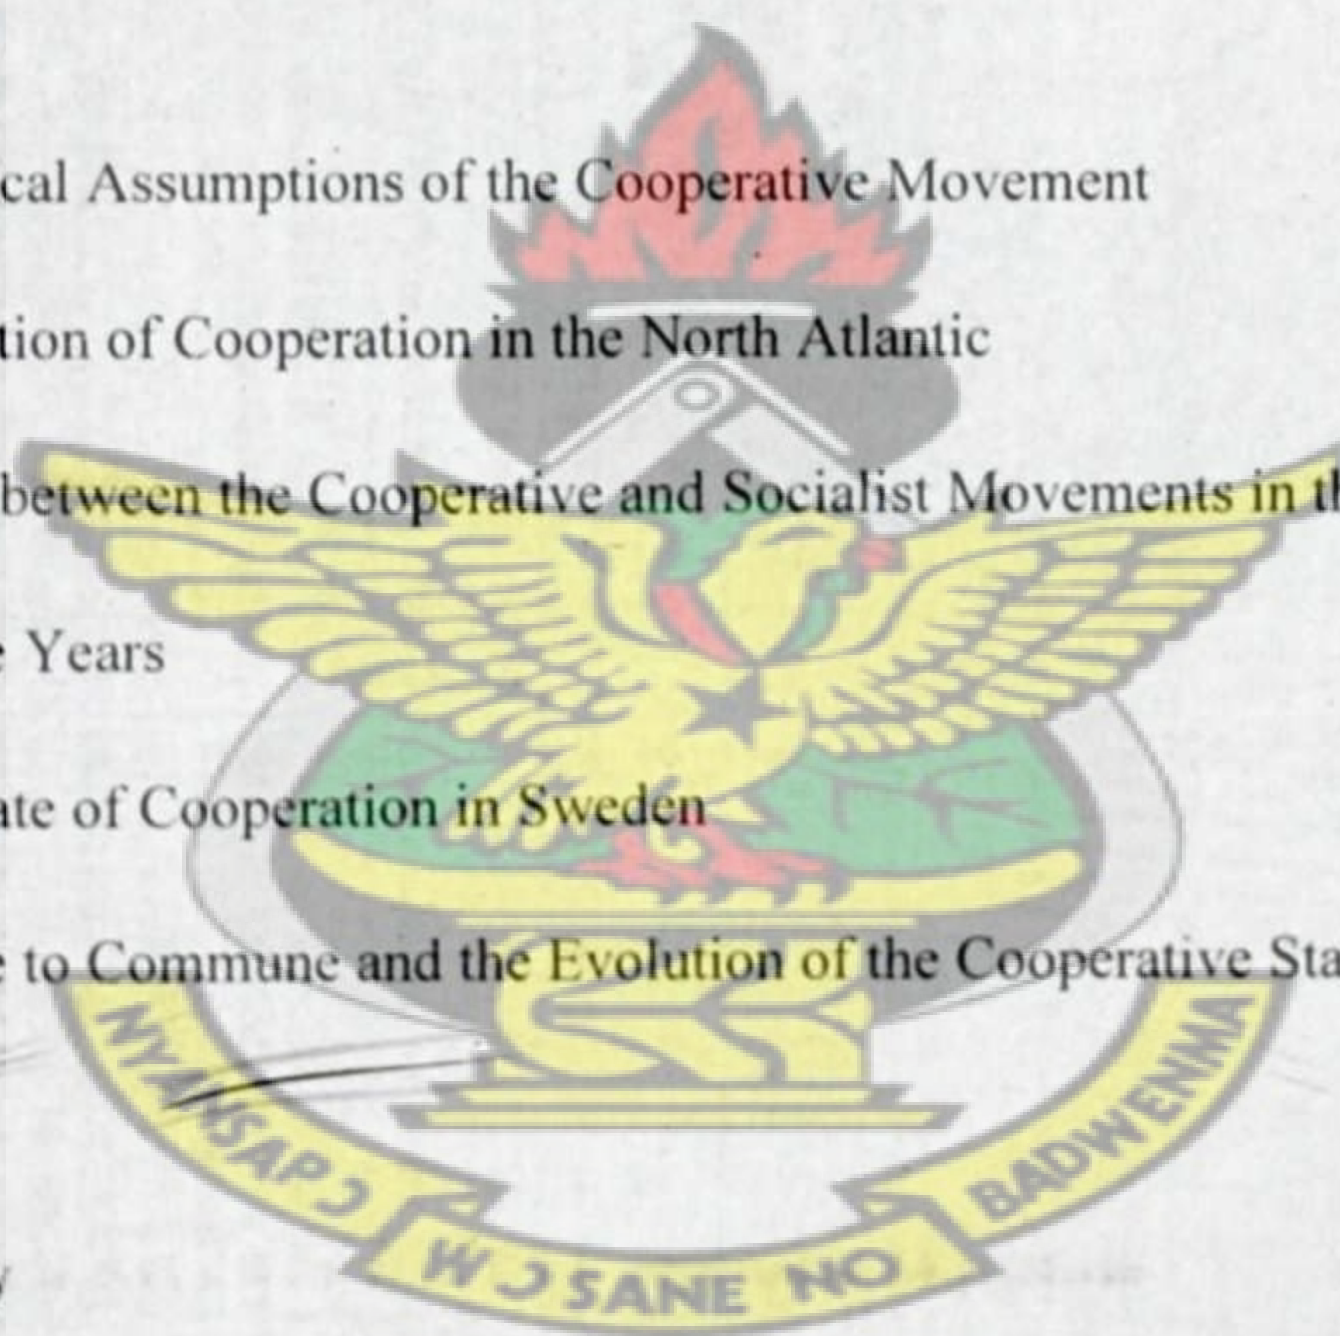 cal Assumptions of the Cooperative Movement
tion of Cooperation in the North Atlantic
between the Cooperative and Socialist Movements in th
e Years
ate of Cooperation in Sweden
e to Commune and the Evolution of the Cooperative Sta
NYANSAPƆ
WƆSANE NO
BADWENMA
y